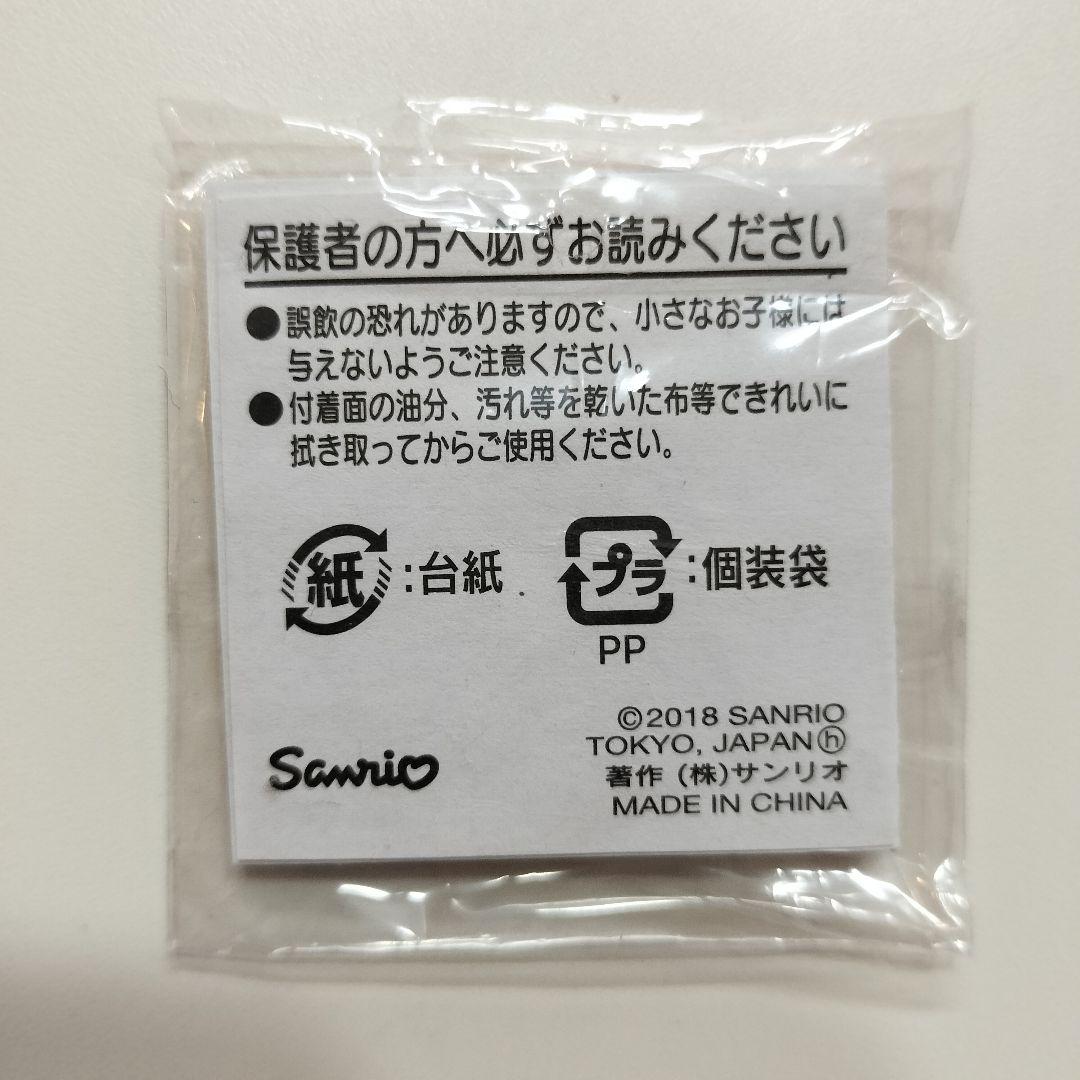 保護者の方へ必ずお読みください
●誤飲の恐れがありますので、小さなお子様には
与えないようご注意ください。
●付着面の油分、汚れ等を乾いた布等できれいに
拭き取ってからご使用ください。
紙:台紙
プラ:個装袋
PP
©2018 SANRIO
TOKYO, JAPANⓗ
Sanrio
著作 (株)サンリオ
MADE IN CHINA